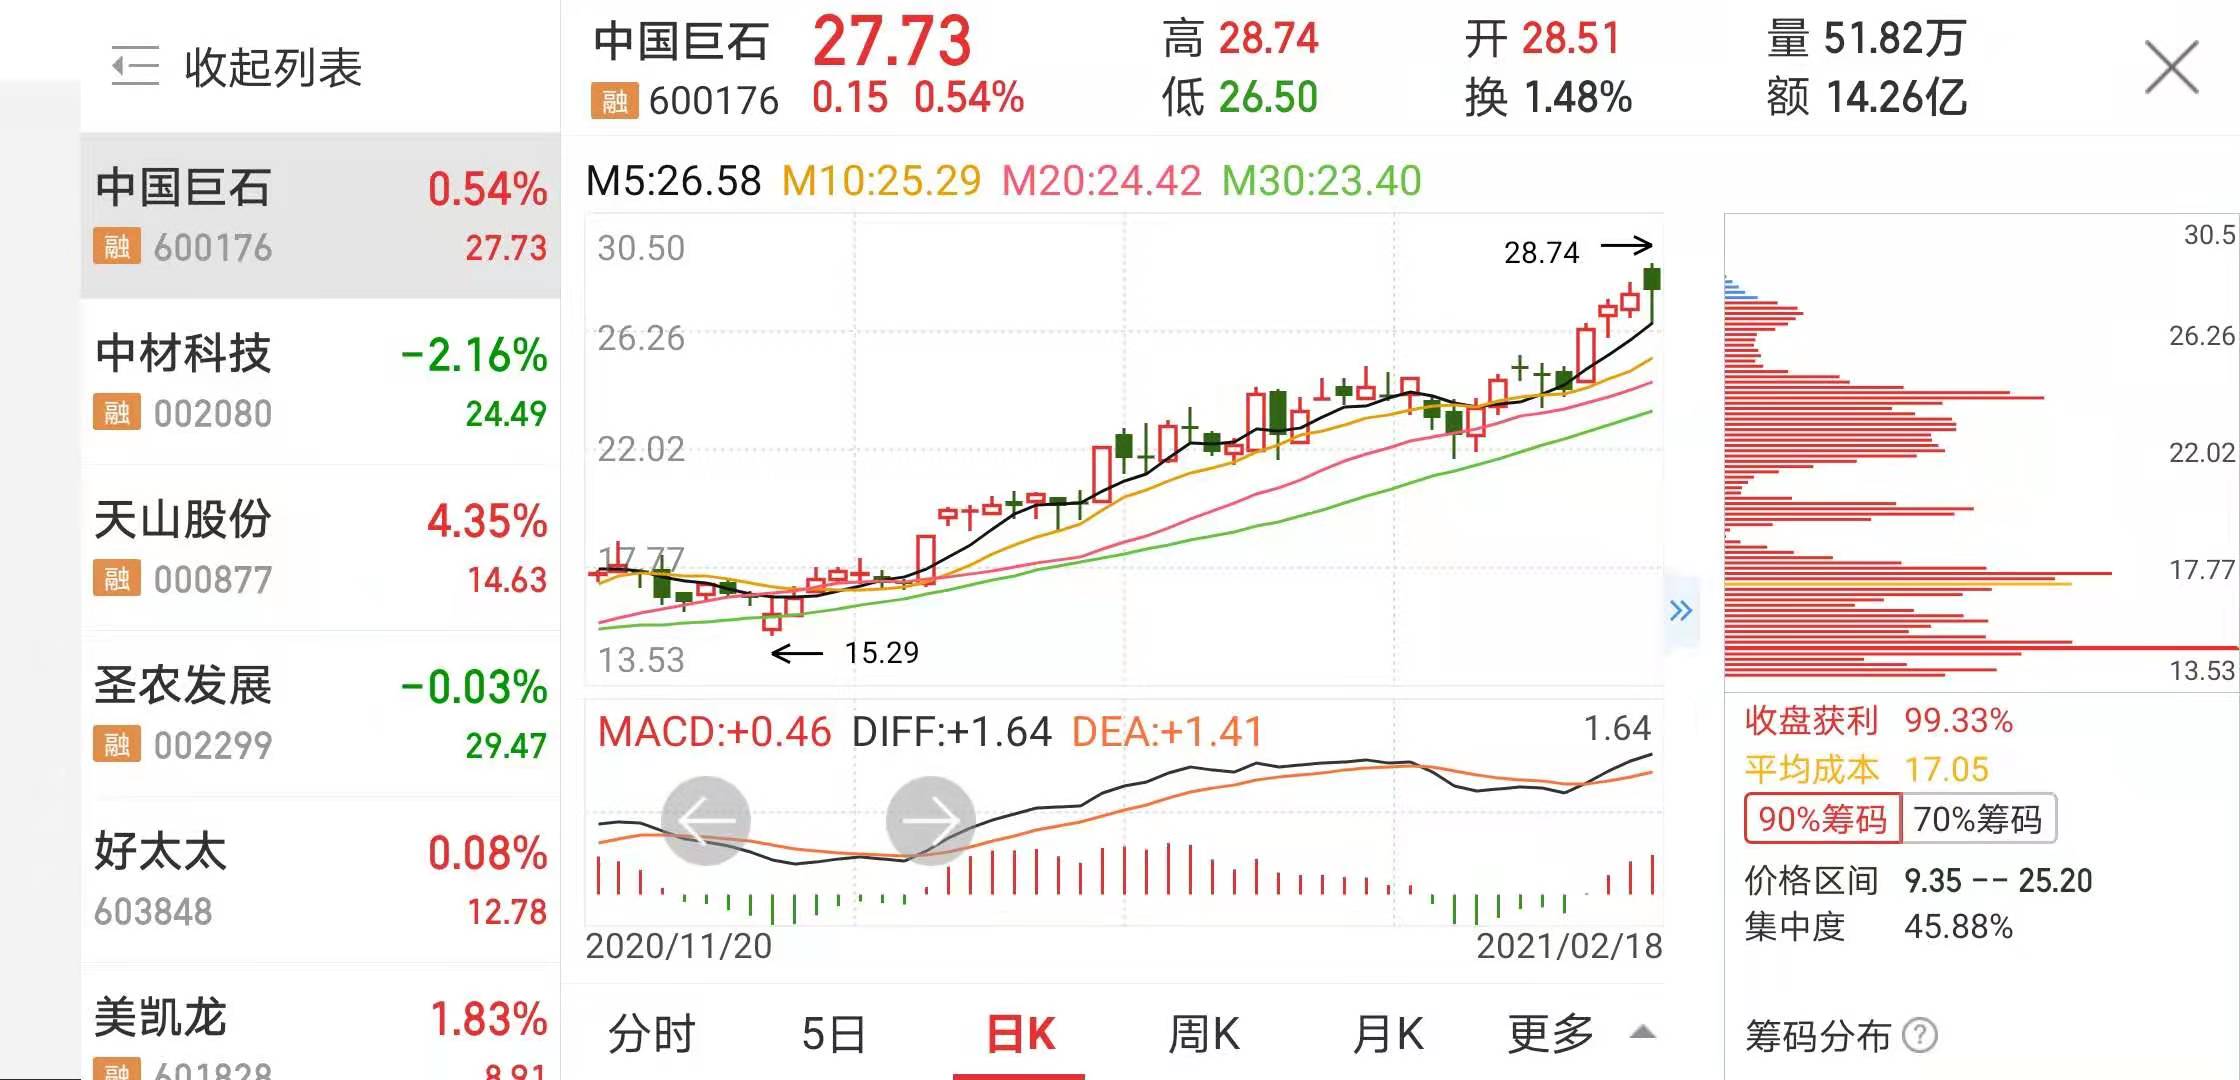 收起列表
中国巨石 0.54%
融 600176 27.73
中材科技 -2.16%
融 002080 24.49
天山股份 4.35%
融 000877 14.63
圣农发展 -0.03%
融 002299 29.47
好太太 0.08%
603848 12.78
美凯龙 1.83%
融 601828 8.91
中国巨石 27.73 高 28.74 开 28.51 量 51.82万
融 600176 0.15 0.54% 低 26.50 换 1.48% 额 14.26亿
M5:26.58 M10:25.29 M20:24.42 M30:23.40
30.50
28.74
26.26
22.02
17.77
15.29
13.53
MACD:+0.46 DIFF:+1.64 DEA:+1.41 1.64
2020/11/20 2021/02/18
分时 5日 日K 周K 月K 更多
30.5
26.26
22.02
17.77
13.53
收盘获利 99.33%
平均成本 17.05
90%筹码 70%筹码
价格区间 9.35 -- 25.20
集中度 45.88%
筹码分布 ?